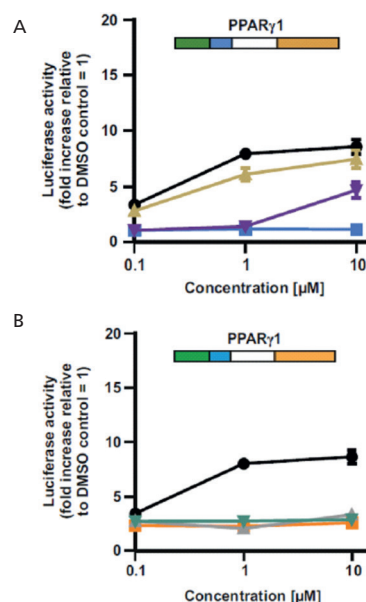 A
PPARγ1
Luciferase activity
(fold increase relative
to DMSO control = 1)
20
15
10
5
0
0.1
1
10
Concentration [µM]
B
PPARγ1
Luciferase activity
(fold increase relative
to DMSO control = 1)
20
15
10
5
0
0.1
1
10
Concentration [µM]